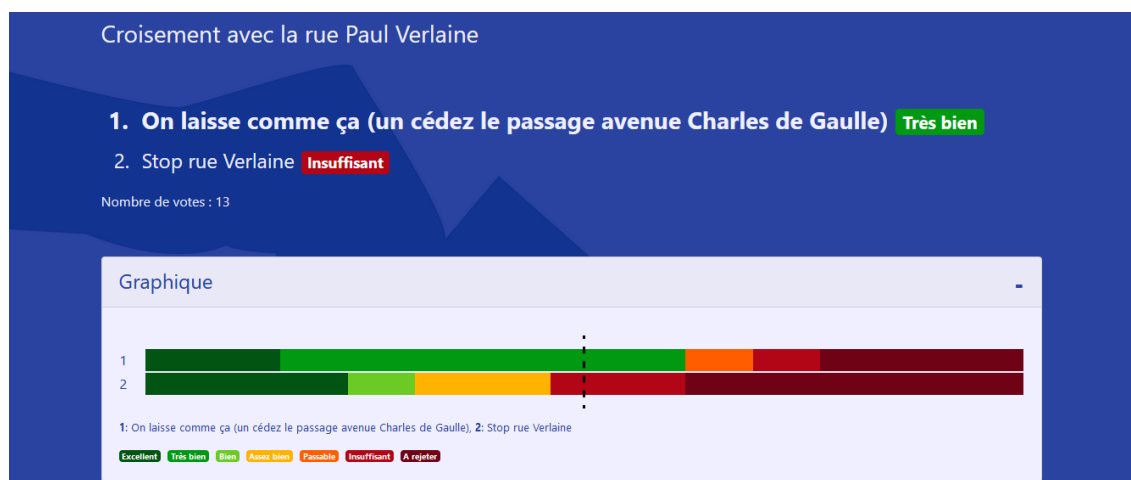 Croisement avec la rue Paul Verlaine
1. On laisse comme ça (un cédez le passage avenue Charles de Gaulle) Très bien
2. Stop rue Verlaine Insuffisant
Nombre de votes : 13
Graphique -
1
2
1: On laisse comme ça (un cédez le passage avenue Charles de Gaulle), 2: Stop rue Verlaine
Excellent Très bien Bien Assez bien Passable Insuffisant A rejeter